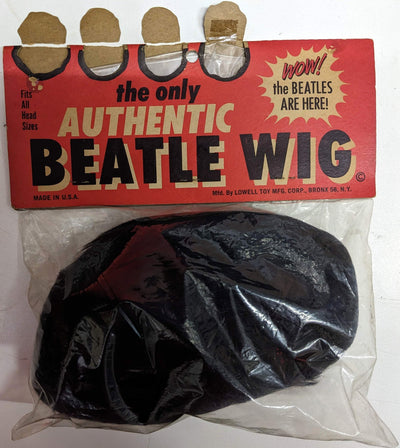 WOW!
the BEATLES
ARE HERE!
Fits
All
Head
Sizes
the only
AUTHENTIC
BEATLE WIG ©
MADE IN U.S.A.
Mfd. By LOWELL TOY MFG. CORP., BRONX 56, N.Y.